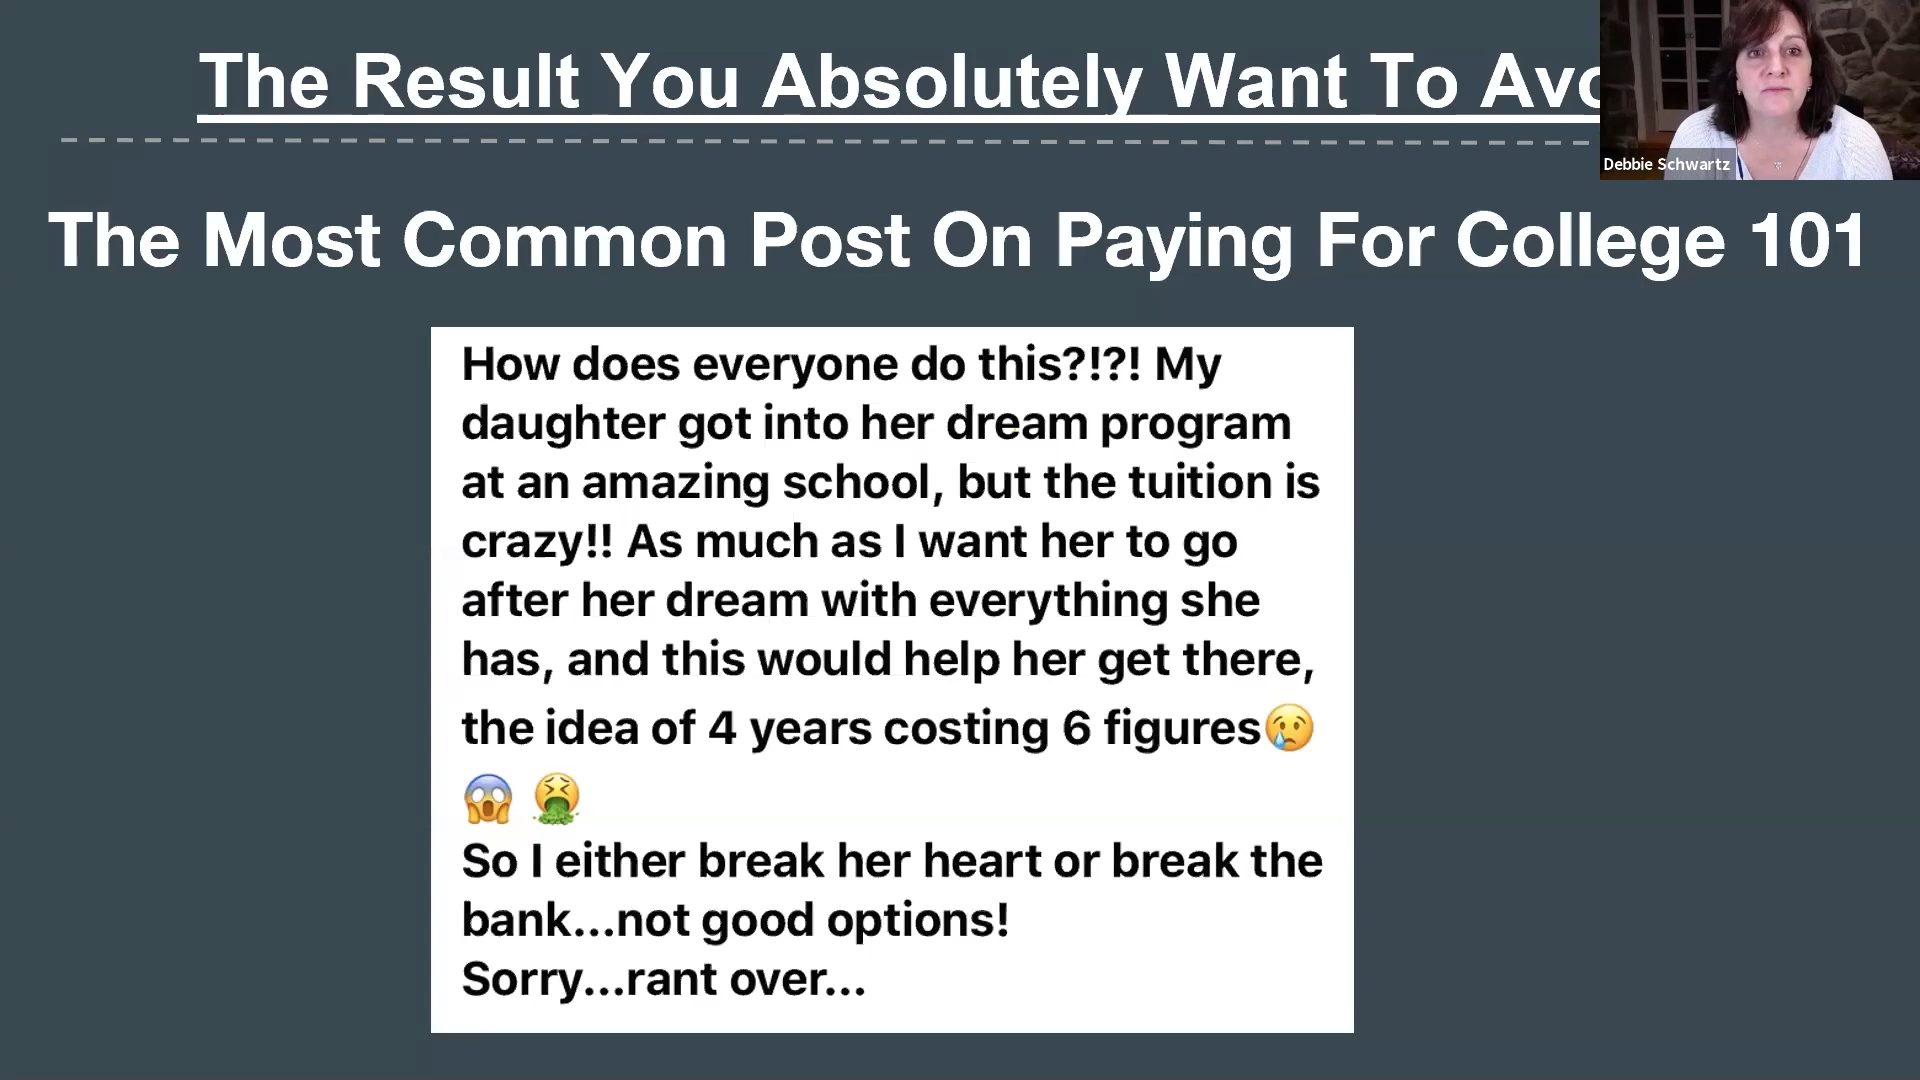 The Result You Absolutely Want To Avo
Debbie Schwartz
The Most Common Post On Paying For College 101
How does everyone do this?!?! My
daughter got into her dream program
at an amazing school, but the tuition is
crazy!! As much as I want her to go
after her dream with everything she
has, and this would help her get there,
the idea of 4 years costing 6 figures😢
😱 🤮
So I either break her heart or break the
bank...not good options!
Sorry...rant over...